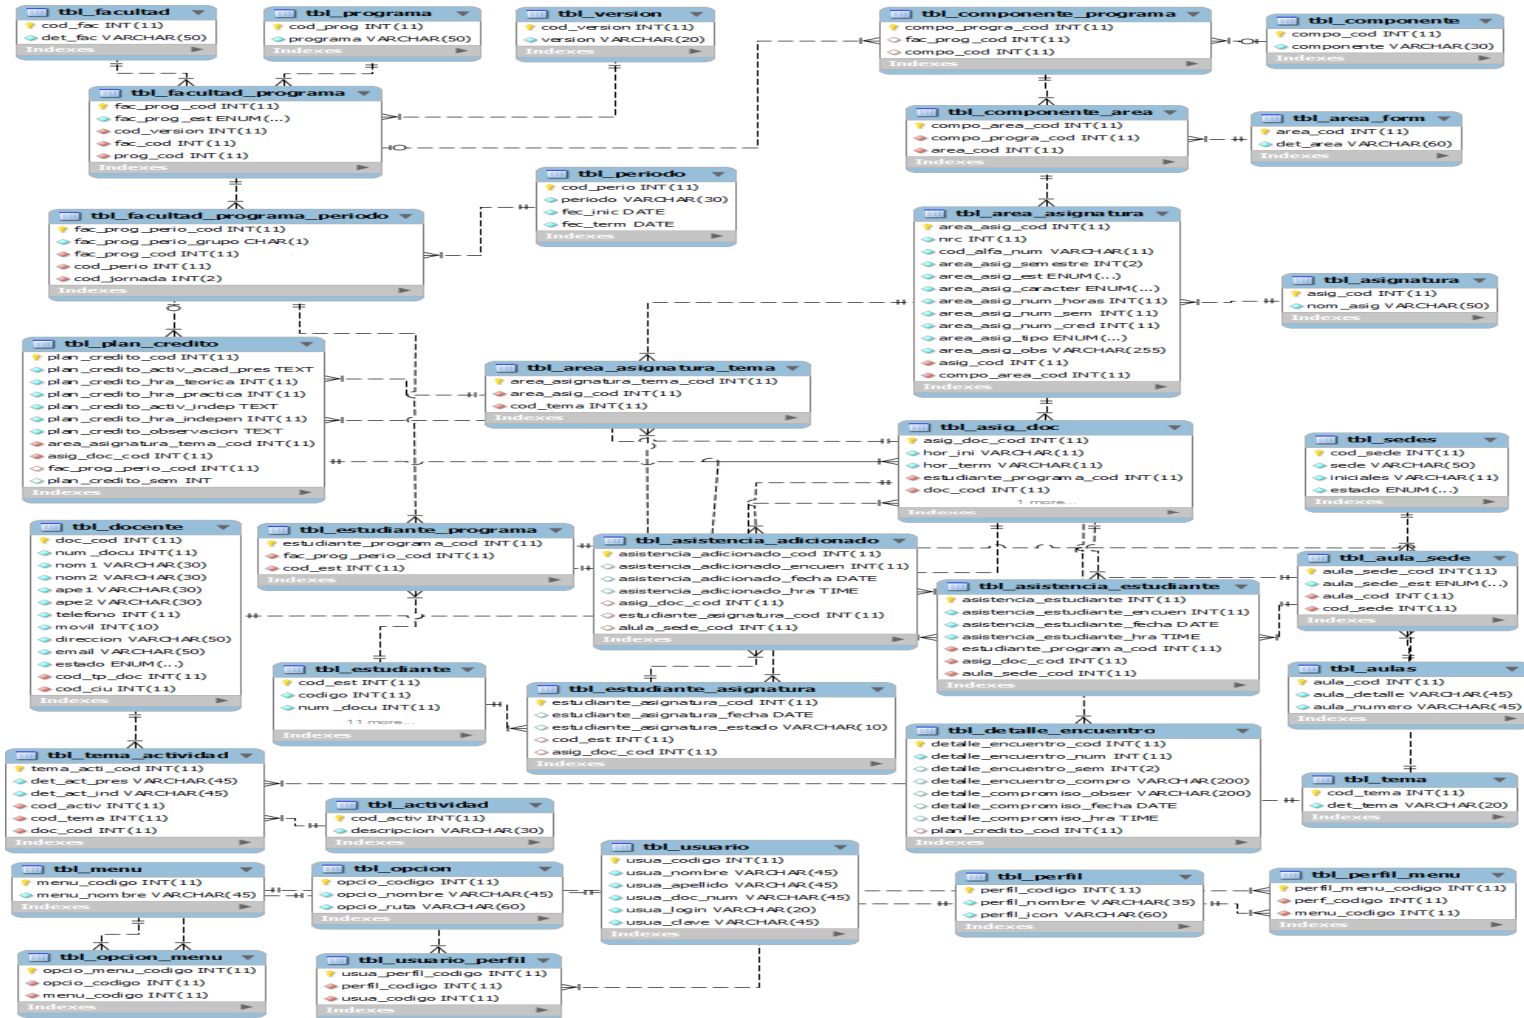 tbl_facultad
cod_fac INT(11)
det_fac VARCHAR(50)
Indexes
tbl_programa
cod_prog INT(11)
programa VARCHAR(50)
Indexes
tbl_version
cod_version INT(11)
version VARCHAR(20)
Indexes
tbl_componente_programa
compo_progra_cod INT(11)
fac_prog_cod INT(11)
compo_cod INT(11)
Indexes
tbl_componente
compo_cod INT(11)
componente VARCHAR(30)
Indexes
tbl_facultad_programa
fac_prog_cod INT(11)
fac_prog_est ENUM(...)
cod_version INT(11)
fac_cod INT(11)
prog_cod INT(11)
Indexes
tbl_componente_area
compo_area_cod INT(11)
compo_progra_cod INT(11)
area_cod INT(11)
Indexes
tbl_area_form
area_cod INT(11)
det_area VARCHAR(60)
Indexes
tbl_periodo
cod_perio INT(11)
periodo VARCHAR(30)
fec_inic DATE
fec_term DATE
Indexes
tbl_facultad_programa_periodo
fac_prog_perio_cod INT(11)
fac_prog_perio_grupo CHAR(1)
fac_prog_cod INT(11)
cod_perio INT(11)
cod_jornada INT(2)
Indexes
tbl_area_asignatura
area_asig_cod INT(11)
nrc INT(11)
cod_alfa_num VARCHAR(11)
area_asig_semestre INT(2)
area_asig_est ENUM(...)
area_asig_caracter ENUM(...)
area_asig_num_horas INT(11)
area_asig_num_sem INT(11)
area_asig_num_cred INT(11)
area_asig_tipo ENUM(...)
area_asig_obs VARCHAR(255)
asig_cod INT(11)
compo_area_cod INT(11)
Indexes
tbl_asignatura
asig_cod INT(11)
nom_asig VARCHAR(50)
Indexes
tbl_plan_credito
plan_credito_cod INT(11)
plan_credito_activ_acad_pres TEXT
plan_credito_hra_teorica INT(11)
plan_credito_hra_practica INT(11)
plan_credito_activ_indep TEXT
plan_credito_hra_indepen INT(11)
plan_credito_observacion TEXT
area_asignatura_tema_cod INT(11)
asig_doc_cod INT(11)
fac_prog_perio_cod INT(11)
plan_credito_sem INT
Indexes
tbl_area_asignatura_tema
area_asignatura_tema_cod INT(11)
area_asig_cod INT(11)
cod_tema INT(11)
Indexes
tbl_asig_doc
asig_doc_cod INT(11)
hor_ini VARCHAR(11)
hor_term VARCHAR(11)
estudiante_programa_cod INT(11)
doc_cod INT(11)
1 more...
Indexes
tbl_sedes
cod_sede INT(11)
sede VARCHAR(50)
iniciales VARCHAR(11)
estado ENUM(...)
Indexes
tbl_docente
doc_cod INT(11)
num_docu INT(11)
nom1 VARCHAR(30)
nom2 VARCHAR(30)
ape1 VARCHAR(30)
ape2 VARCHAR(30)
telefono INT(11)
movil INT(10)
direccion VARCHAR(50)
email VARCHAR(50)
estado ENUM(...)
cod_tp_doc INT(11)
cod_ciu INT(11)
Indexes
tbl_estudiante_programa
estudiante_programa_cod INT(11)
fac_prog_perio_cod INT(11)
cod_est INT(11)
Indexes
tbl_asistencia_adicionado
asistencia_adicionado_cod INT(11)
asistencia_adicionado_encuen INT(11)
asistencia_adicionado_fecha DATE
asistencia_adicionado_hra TIME
asig_doc_cod INT(11)
estudiante_asignatura_cod INT(11)
alula_sede_cod INT(11)
Indexes
tbl_asistencia_estudiante
asistencia_estudiante INT(11)
asistencia_estudiante_encuen INT(11)
asistencia_estudiante_fecha DATE
asistencia_estudiante_hra TIME
estudiante_programa_cod INT(11)
asig_doc_cod INT(11)
aula_sede_cod INT(11)
Indexes
tbl_aula_sede
aula_sede_cod INT(11)
aula_sede_est ENUM(...)
aula_cod INT(11)
cod_sede INT(11)
Indexes
tbl_estudiante
cod_est INT(11)
codigo INT(11)
num_docu INT(11)
11 more...
Indexes
tbl_estudiante_asignatura
estudiante_asignatura_cod INT(11)
estudiante_asignatura_fecha DATE
estudiante_asignatura_estado VARCHAR(10)
cod_est INT(11)
asig_doc_cod INT(11)
Indexes
tbl_aulas
aula_cod INT(11)
aula_detalle VARCHAR(45)
aula_numero VARCHAR(45)
Indexes
tbl_tema_actividad
tema_acti_cod INT(11)
det_act_pres VARCHAR(45)
det_act_ind VARCHAR(45)
cod_activ INT(11)
cod_tema INT(11)
doc_cod INT(11)
Indexes
tbl_actividad
cod_activ INT(11)
descripcion VARCHAR(30)
Indexes
tbl_detalle_encuentro
detalle_encuentro_cod INT(11)
detalle_encuentro_num INT(11)
detalle_encuentro_sem INT(2)
detalle_encuentro_compro VARCHAR(200)
detalle_compromiso_obser VARCHAR(200)
detalle_compromiso_fecha DATE
detalle_compromiso_hra TIME
plan_credito_cod INT(11)
Indexes
tbl_tema
cod_tema INT(11)
det_tema VARCHAR(20)
Indexes
tbl_menu
menu_codigo INT(11)
menu_nombre VARCHAR(45)
Indexes
tbl_opcion
opcio_codigo INT(11)
opcio_nombre VARCHAR(45)
opcio_ruta VARCHAR(60)
Indexes
tbl_usuario
usua_codigo INT(11)
usua_nombre VARCHAR(45)
usua_apellido VARCHAR(45)
usua_doc_num VARCHAR(45)
usua_login VARCHAR(20)
usua_clave VARCHAR(45)
Indexes
tbl_perfil
perfil_codigo INT(11)
perfil_nombre VARCHAR(35)
perfil_icon VARCHAR(60)
Indexes
tbl_perfil_menu
perfil_menu_codigo INT(11)
perf_codigo INT(11)
menu_codigo INT(11)
Indexes
tbl_opcion_menu
opcio_menu_codigo INT(11)
opcio_codigo INT(11)
menu_codigo INT(11)
Indexes
tbl_usuario_perfil
usua_perfil_codigo INT(11)
perfil_codigo INT(11)
usua_codigo INT(11)
Indexes